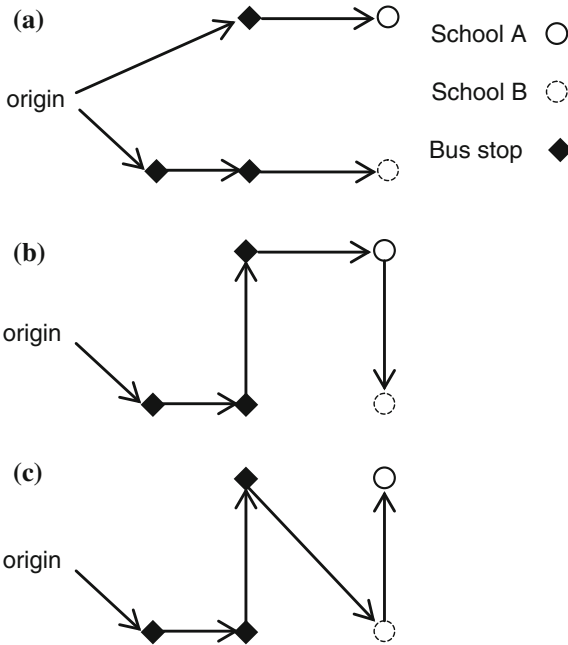 (a)
School A
origin
School B
Bus stop
(b)
origin
(c)
origin